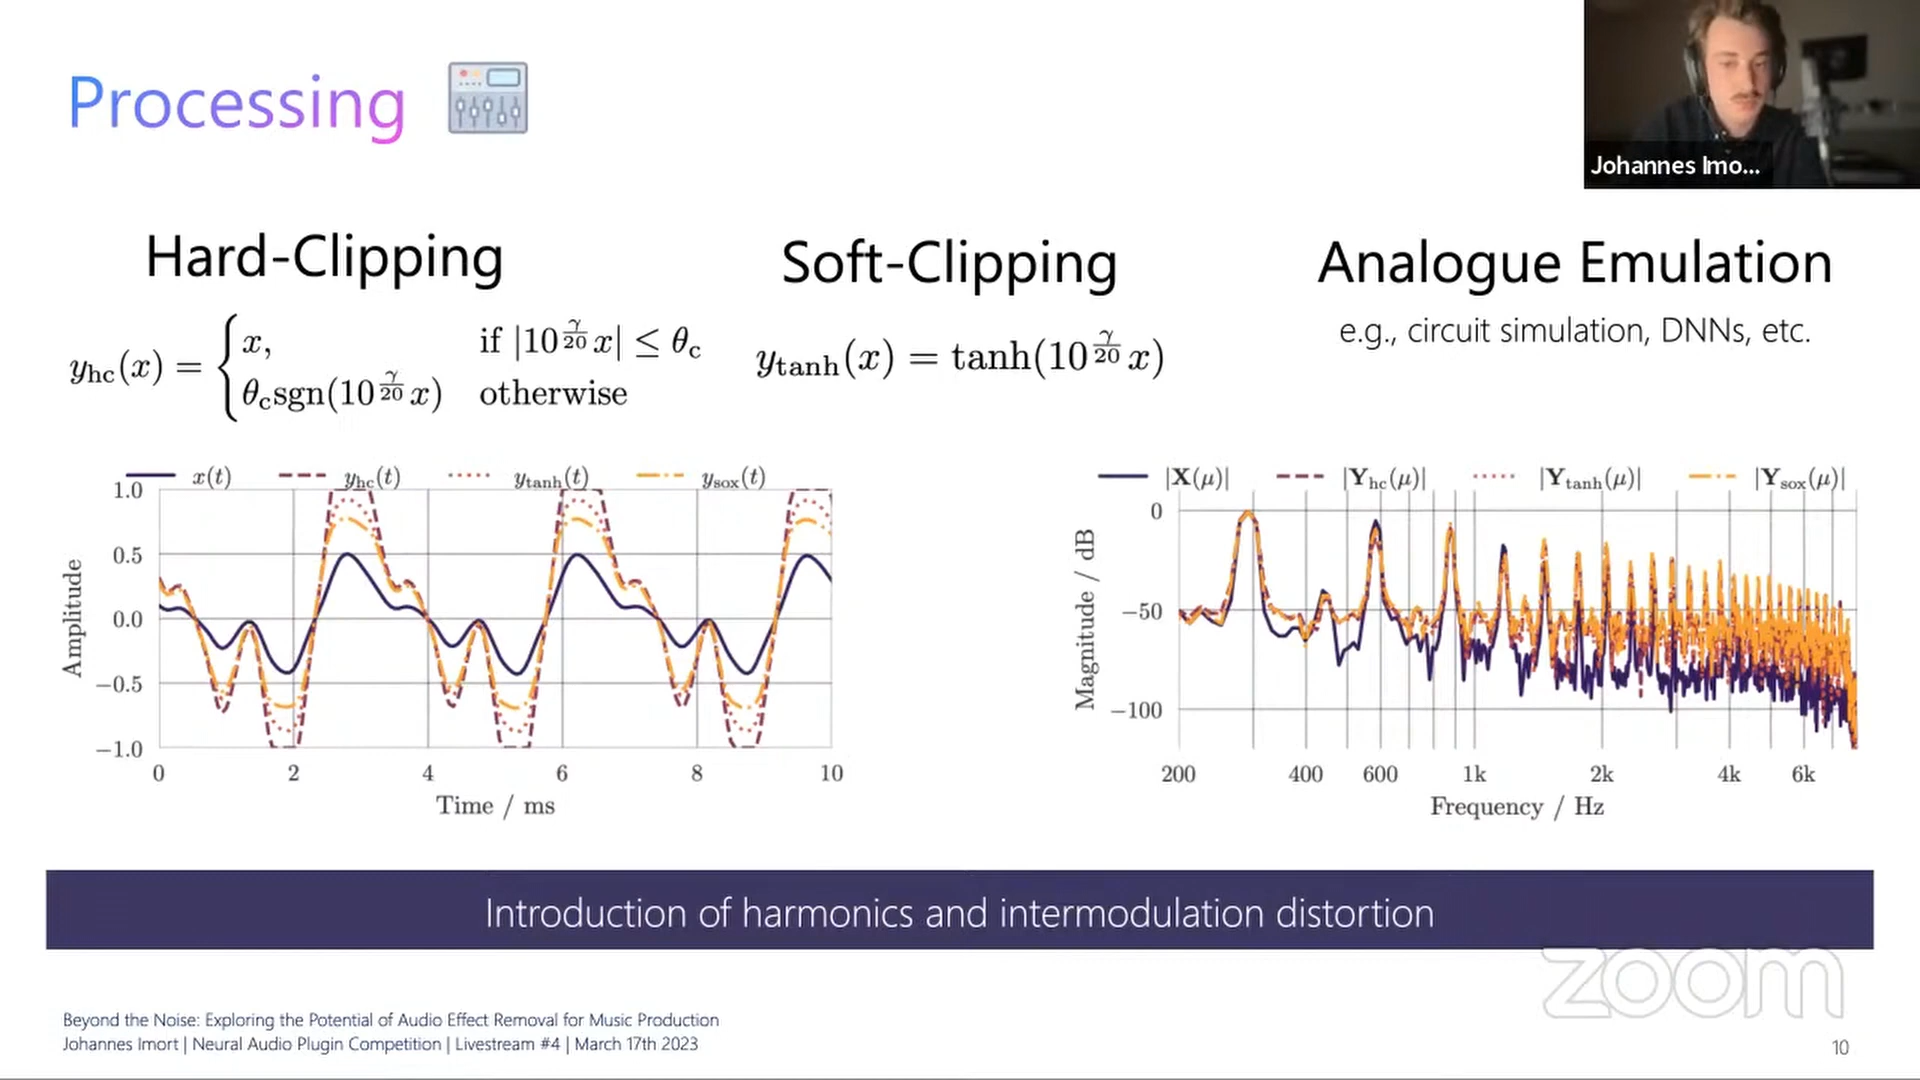 Processing
Johannes Imo...
Hard-Clipping
Soft-Clipping
Analogue Emulation
y_hc(x) = { x, if |10^{γ/20} x| ≤ θ_c
θ_c sgn(10^{γ/20} x) otherwise
y_tanh(x) = tanh(10^{γ/20} x)
e.g., circuit simulation, DNNs, etc.
x(t) y_hc(t) y_tanh(t) y_sox(t)
1.0
0.5
0.0
−0.5
−1.0
Amplitude
0 2 4 6 8 10
Time / ms
|X(μ)| |Y_hc(μ)| |Y_tanh(μ)| |Y_sox(μ)|
0
−50
−100
Magnitude / dB
200 400 600 1k 2k 4k 6k
Frequency / Hz
Introduction of harmonics and intermodulation distortion
zoom
Beyond the Noise: Exploring the Potential of Audio Effect Removal for Music Production
Johannes Imort | Neural Audio Plugin Competition | Livestream #4 | March 17th 2023
10